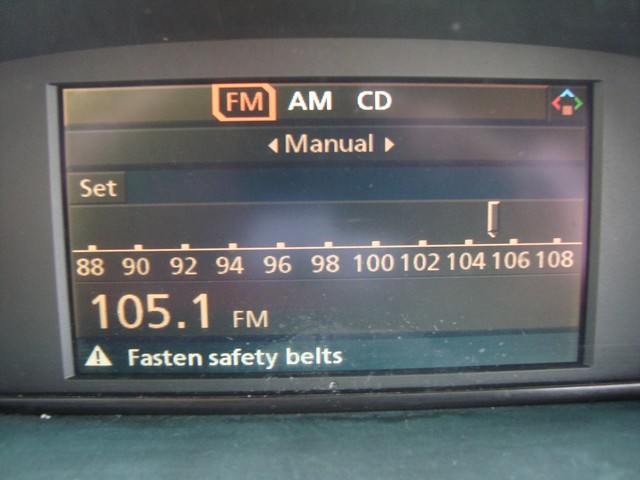 FM AM CD
Manual
Set
88 90 92 94 96 98 100 102 104 106 108
105.1 FM
Fasten safety belts